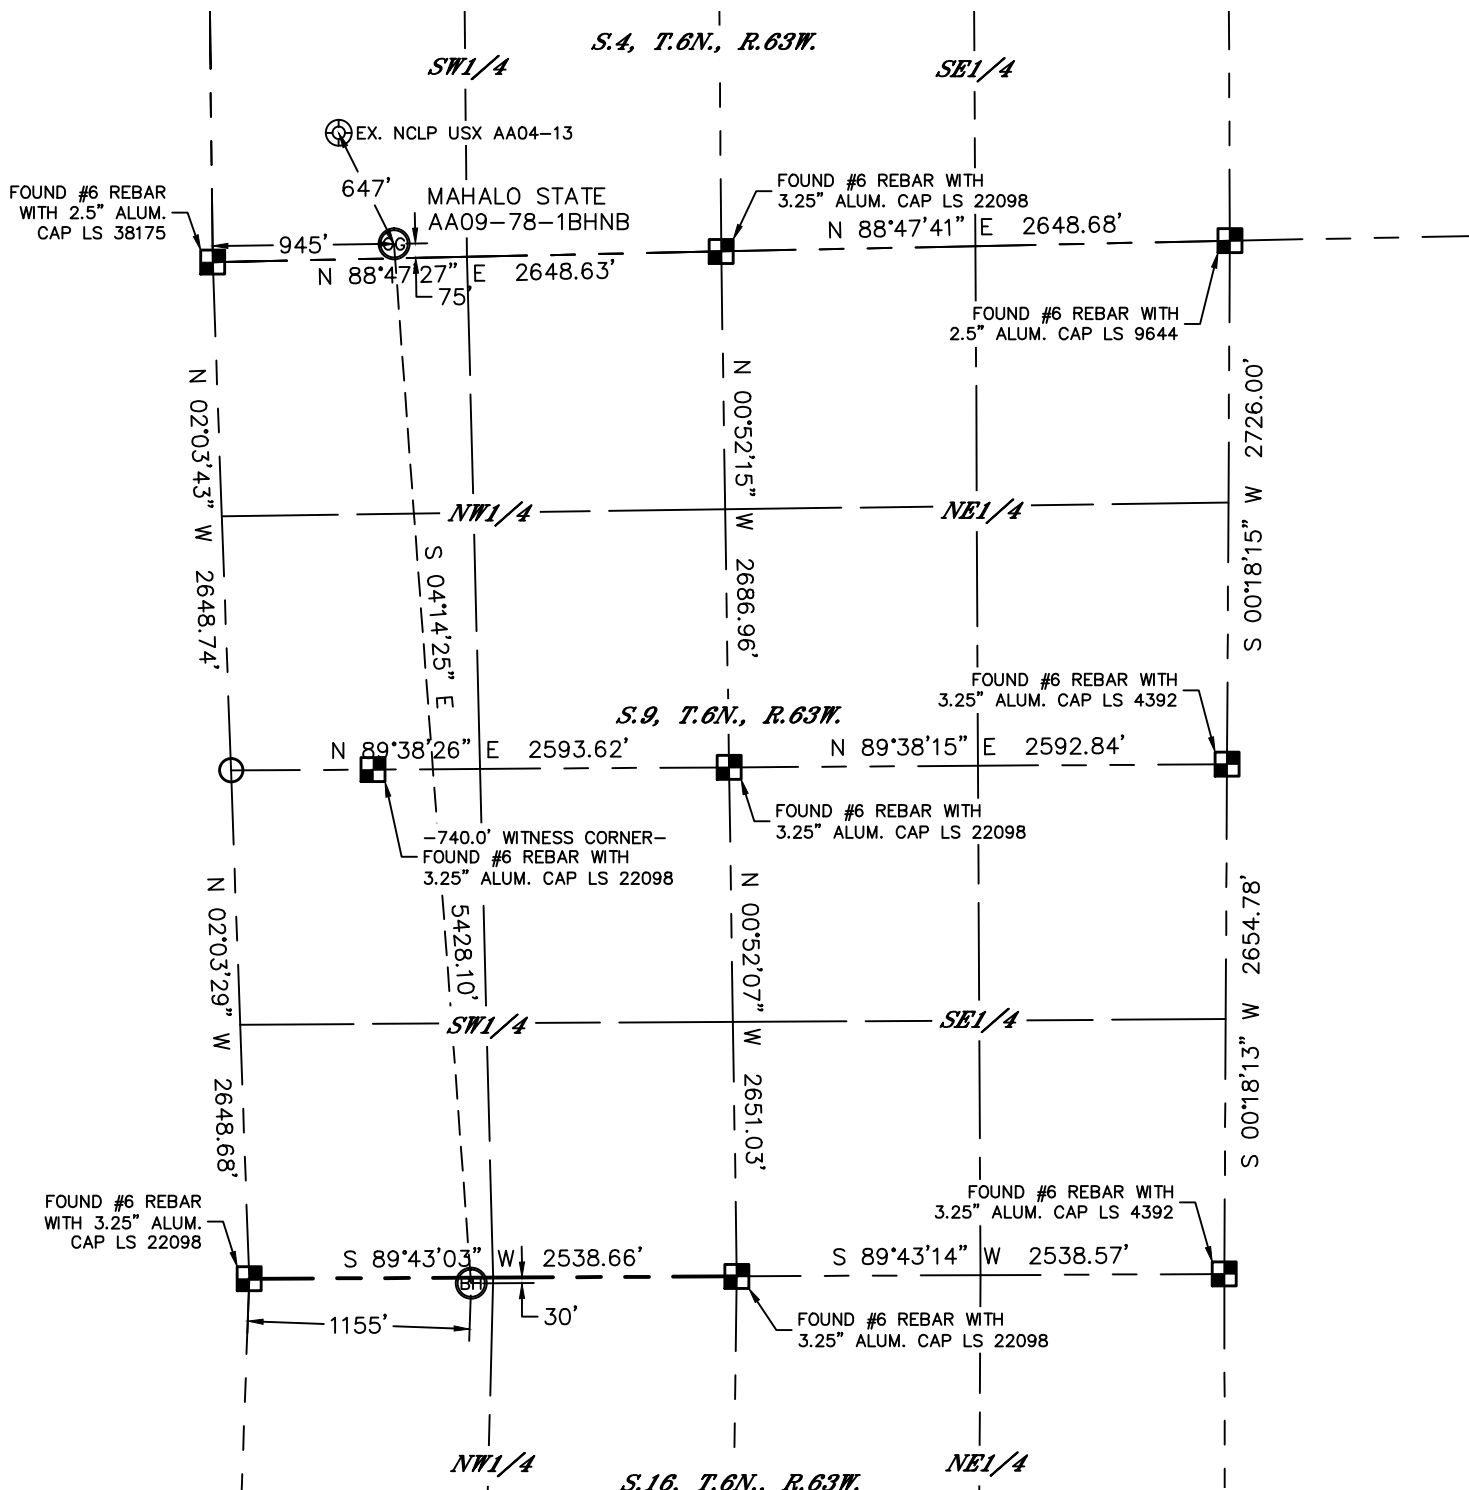 S.4, T.6N., R.63W.
SW1/4
SE1/4
EX. NCLP USX AA04-13
647'
MAHALO STATE
AA09-78-1BHNB
FOUND #6 REBAR
WITH 2.5" ALUM.
CAP LS 38175
FOUND #6 REBAR WITH
3.25" ALUM. CAP LS 22098
945'
N 88°47'27" E 2648.63'
75'
N 88°47'41" E 2648.68'
FOUND #6 REBAR WITH
2.5" ALUM. CAP LS 9644
N 02°03'43" W 2648.74'
N 00°52'15" W 2686.96'
S 00°18'15" W 2726.00'
NW1/4
NE1/4
S 04°14'25" E
5428.10'
S.9, T.6N., R.63W.
FOUND #6 REBAR WITH
3.25" ALUM. CAP LS 4392
N 89°38'26" E 2593.62'
N 89°38'15" E 2592.84'
FOUND #6 REBAR WITH
3.25" ALUM. CAP LS 22098
-740.0' WITNESS CORNER-
FOUND #6 REBAR WITH
3.25" ALUM. CAP LS 22098
N 02°03'29" W 2648.68'
N 00°52'07" W 2651.03'
S 00°18'13" W 2654.78'
SW1/4
SE1/4
FOUND #6 REBAR
WITH 3.25" ALUM.
CAP LS 22098
FOUND #6 REBAR WITH
3.25" ALUM. CAP LS 4392
S 89°43'03" W 2538.66'
S 89°43'14" W 2538.57'
BH
30'
1155'
FOUND #6 REBAR WITH
3.25" ALUM. CAP LS 22098
NW1/4
NE1/4
S.16, T.6N., R.63W.